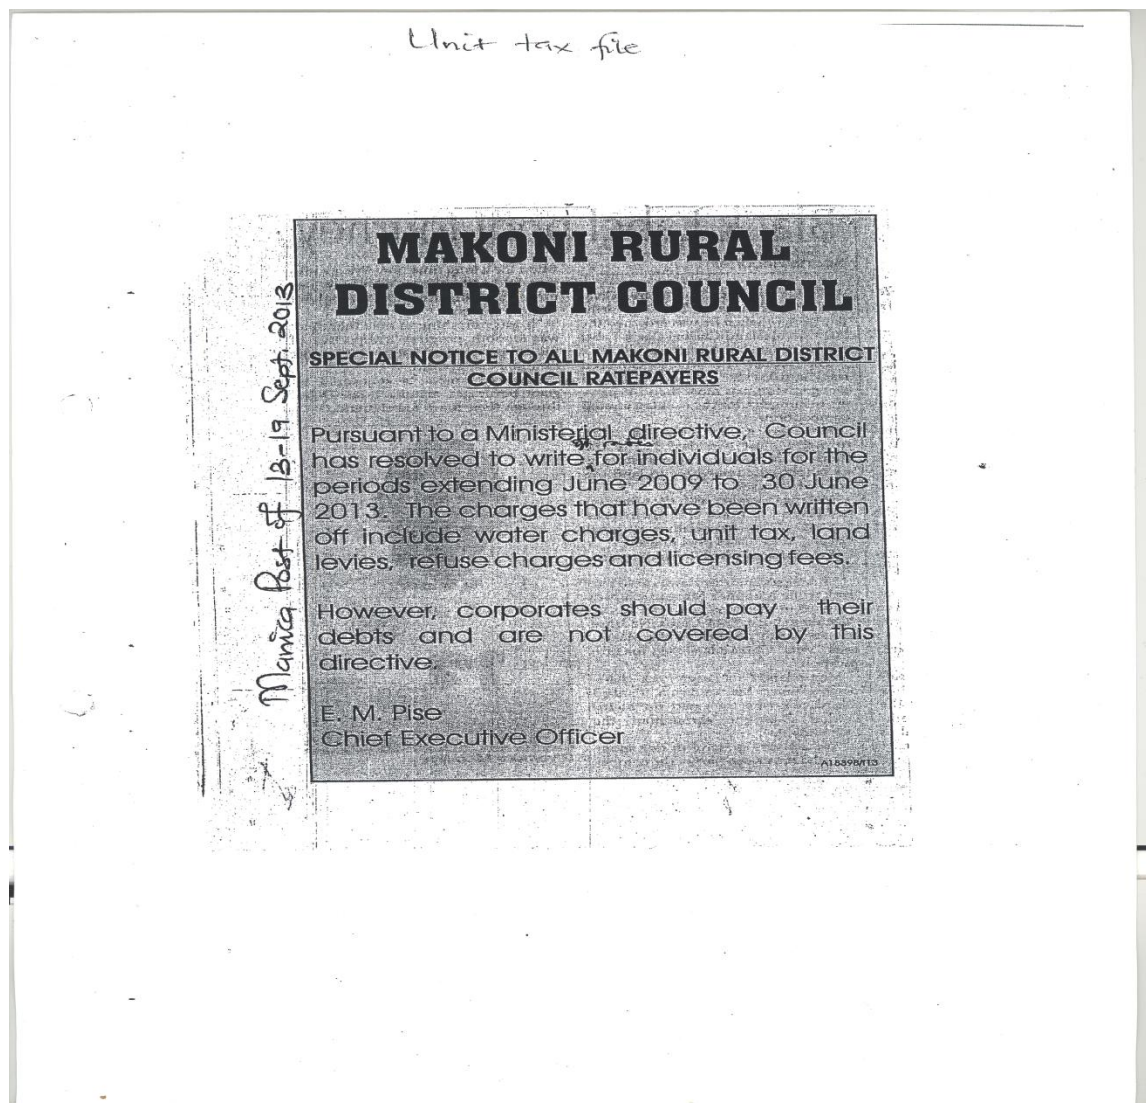 Unit tax file
Manica Post of 13-19 Sept. 2013
MAKONI RURAL
DISTRICT COUNCIL
SPECIAL NOTICE TO ALL MAKONI RURAL DISTRICT
COUNCIL RATEPAYERS
Pursuant to a Ministerial directive, Council
has resolved to write for individuals for the
periods extending June 2009 to 30 June
2013. The charges that have been written
off include water charges, unit tax, land
levies, refuse charges and licensing fees.
However, corporates should pay their
debts and are not covered by this
directive.
E. M. Pise
Chief Executive Officer